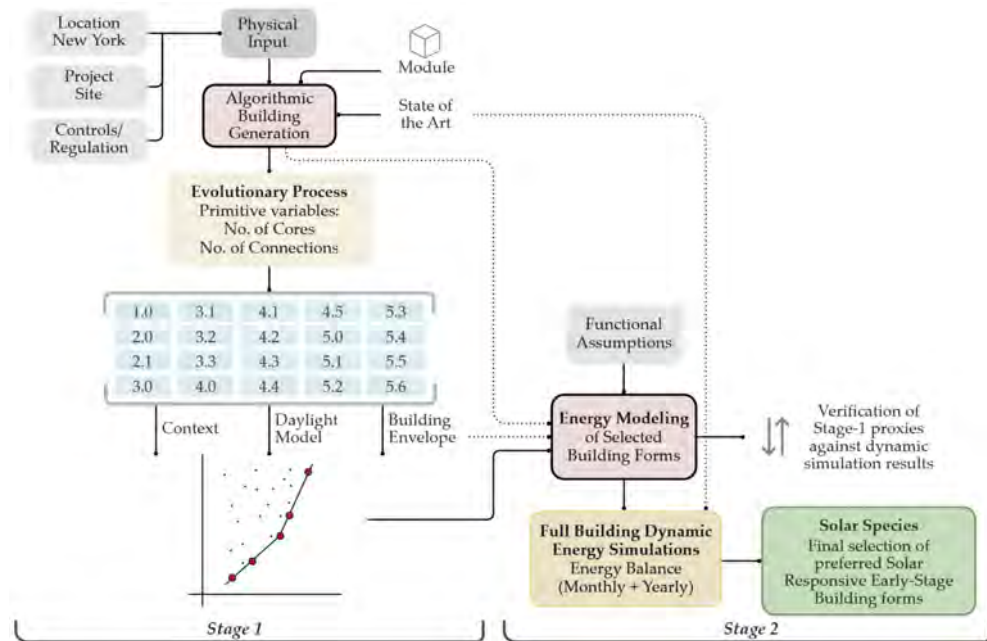 Location
New York
Physical
Input
Module
Project
Site
Algorithmic
Building
Generation
State of
the Art
Controls/
Regulation
Evolutionary Process
Primitive variables:
No. of Cores
No. of Connections
1.0 3.1 4.1 4.5 5.3
2.0 3.2 4.2 5.0 5.4
2.1 3.3 4.3 5.1 5.5
3.0 4.0 4.4 5.2 5.6
Functional
Assumptions
Context
Daylight
Model
Building
Envelope
Energy Modeling
of Selected
Building Forms
Verification of
Stage-1 proxies
against dynamic
simulation results
Full Building Dynamic
Energy Simulations
Energy Balance
(Monthly + Yearly)
Solar Species
Final selection of
preferred Solar
Responsive Early-Stage
Building forms
Stage 1
Stage 2